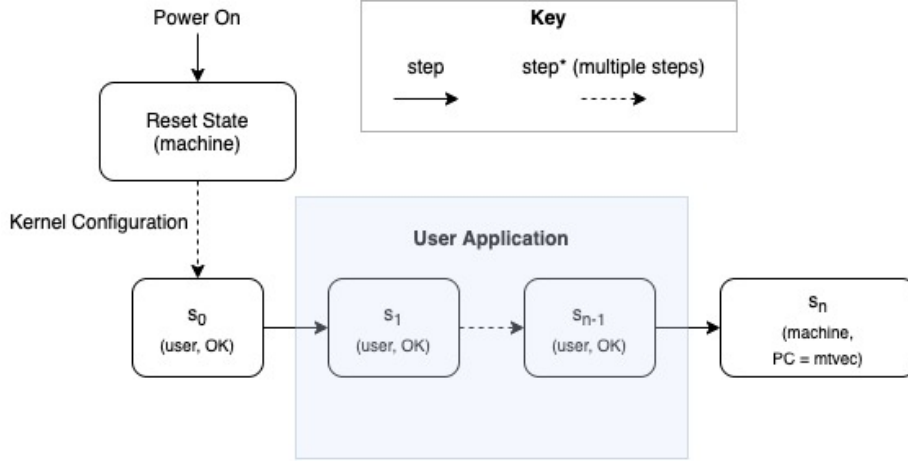 Power On
Key
step
step* (multiple steps)
Reset State
(machine)
Kernel Configuration
User Application
s0
(user, OK)
s1
(user, OK)
sn-1
(user, OK)
sn
(machine,
PC = mtvec)